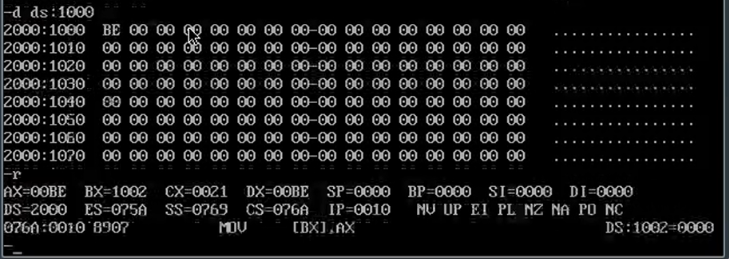 -d ds:1000
2000:1000  BE 00 00 00 00 00 00 00-00 00 00 00 00 00 00 00   ................
2000:1010  00 00 00 00 00 00 00 00-00 00 00 00 00 00 00 00   ................
2000:1020  00 00 00 00 00 00 00 00-00 00 00 00 00 00 00 00   ................
2000:1030  00 00 00 00 00 00 00 00-00 00 00 00 00 00 00 00   ................
2000:1040  00 00 00 00 00 00 00 00-00 00 00 00 00 00 00 00   ................
2000:1050  00 00 00 00 00 00 00 00-00 00 00 00 00 00 00 00   ................
2000:1060  00 00 00 00 00 00 00 00-00 00 00 00 00 00 00 00   ................
2000:1070  00 00 00 00 00 00 00 00-00 00 00 00 00 00 00 00   ................
-r
AX=00BE  BX=1002  CX=0021  DX=00BE  SP=0000  BP=0000  SI=0000  DI=0000
DS=2000  ES=075A  SS=0769  CS=076A  IP=0010   NV UP EI PL NZ NA PO NC
076A:0010 8907          MOV     [BX],AX                            DS:1002=0000
-_